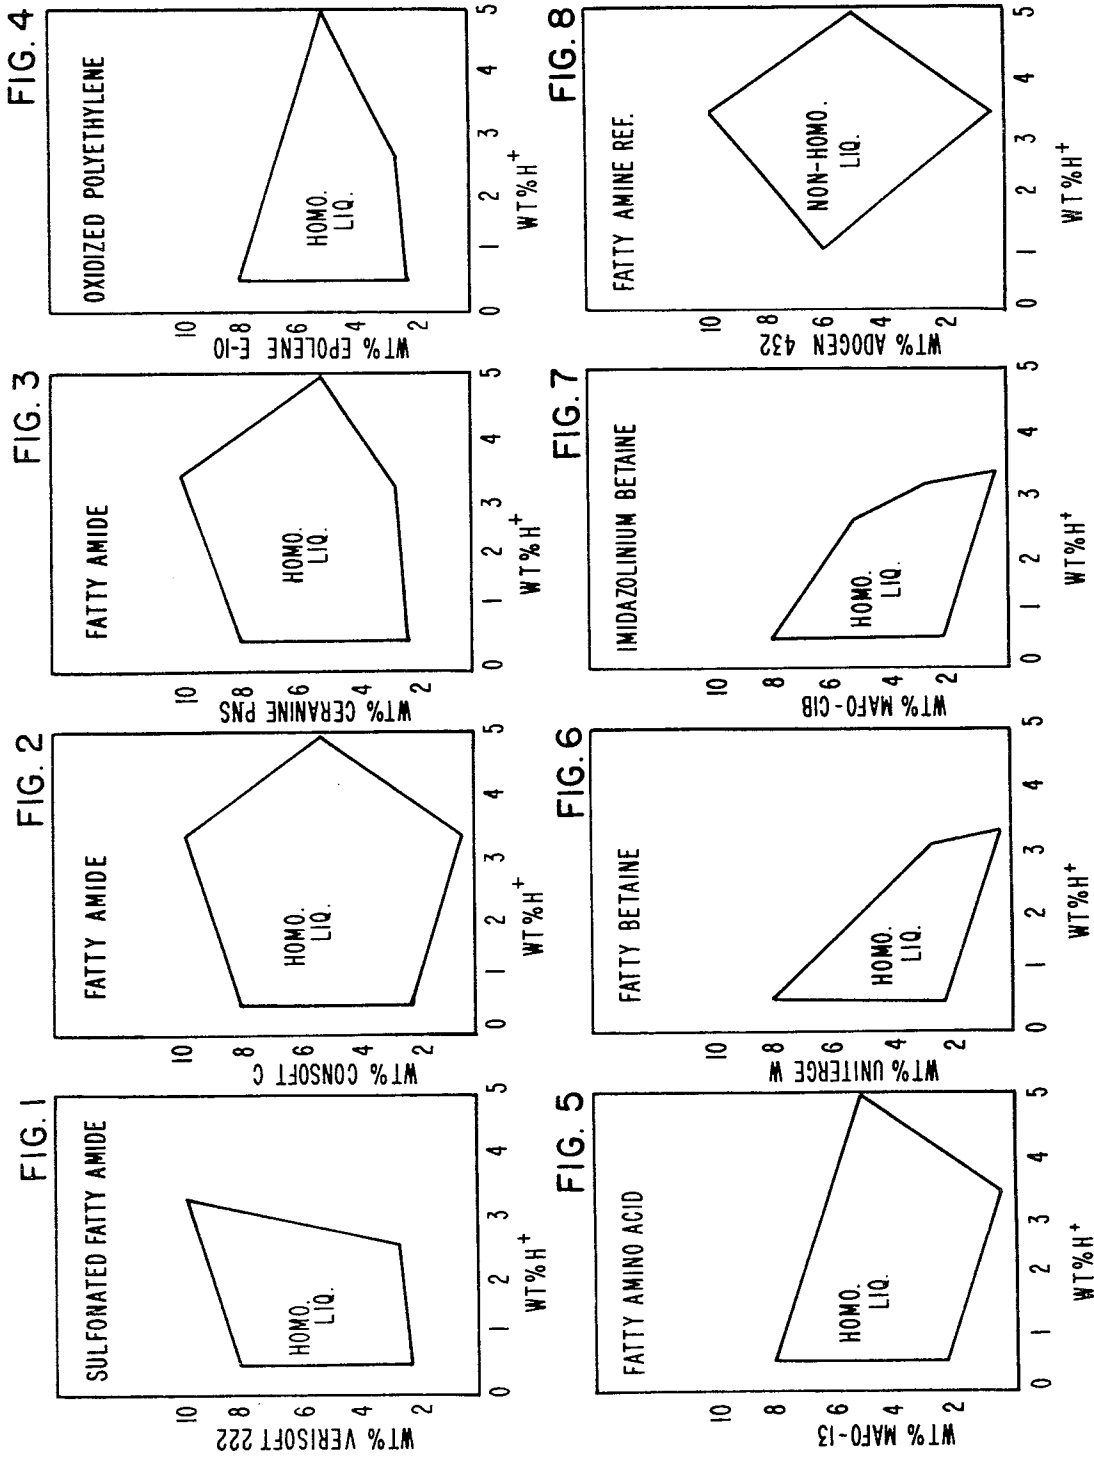 FIG. 1
SULFONATED FATTY AMIDE
HOMO.
LIQ.
WT% VERISOFT 222
10
8
6
4
2
0
1
2
3
4
5
WT%H+
FIG. 2
FATTY AMIDE
HOMO.
LIQ.
WT% CONSOFT C
10
8
6
4
2
0
1
2
3
4
5
WT%H+
FIG. 3
FATTY AMIDE
HOMO.
LIQ.
WT% CERANINE PNS
10
8
6
4
2
0
1
2
3
4
5
WT%H+
FIG. 4
OXIDIZED POLYETHYLENE
HOMO.
LIQ.
WT% EPOLENE E-10
10
8
6
4
2
0
1
2
3
4
5
WT%H+
FIG. 5
FATTY AMINO ACID
HOMO.
LIQ.
WT% MAFO-13
10
8
6
4
2
0
1
2
3
4
5
WT%H+
FIG. 6
FATTY BETAINE
HOMO.
LIQ.
WT% UNITERGE W
10
8
6
4
2
0
1
2
3
4
5
WT%H+
FIG. 7
IMIDAZOLINIUM BETAINE
HOMO.
LIQ.
WT% MAFO-CIB
10
8
6
4
2
0
1
2
3
4
5
WT%H+
FIG. 8
FATTY AMINE REF.
NON-HOMO.
LIQ.
WT% ADOGEN 432
10
8
6
4
2
0
1
2
3
4
5
WT%H+